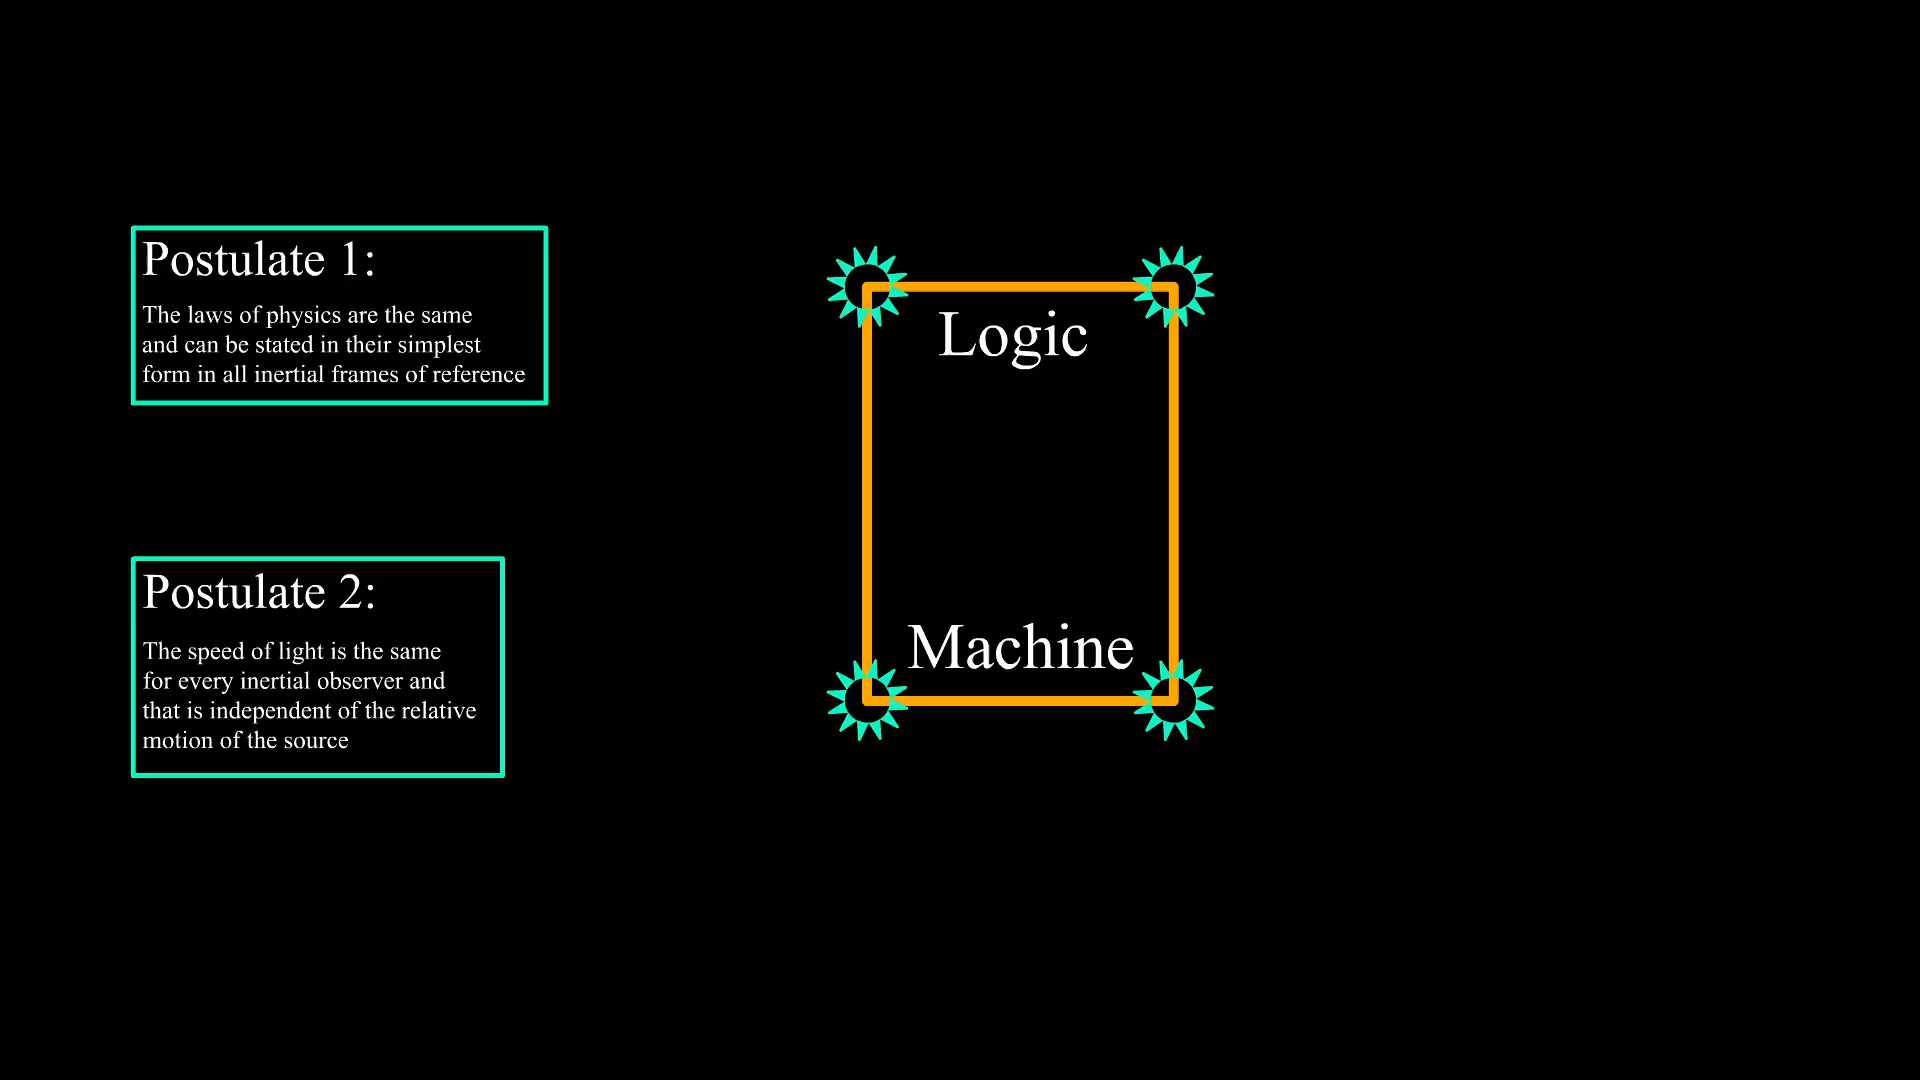 Postulate 1:
The laws of physics are the same
and can be stated in their simplest
form in all inertial frames of reference
Postulate 2:
The speed of light is the same
for every inertial observer and
that is independent of the relative
motion of the source
Logic
Machine